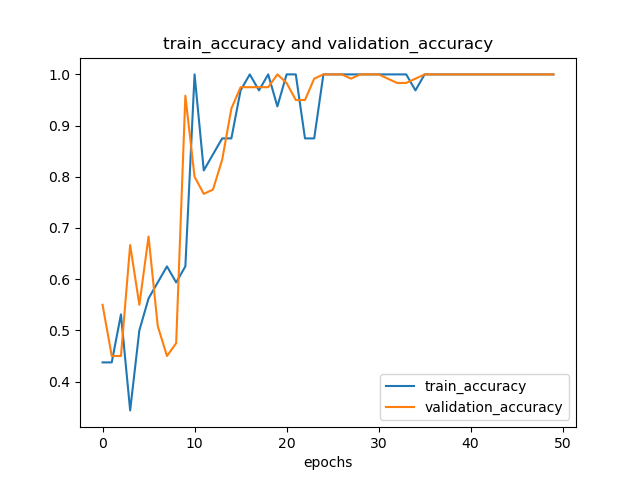 train_accuracy and validation_accuracy
1.0
0.9
0.8
0.7
0.6
0.5
0.4
train_accuracy
validation_accuracy
0 10 20 30 40 50
epochs